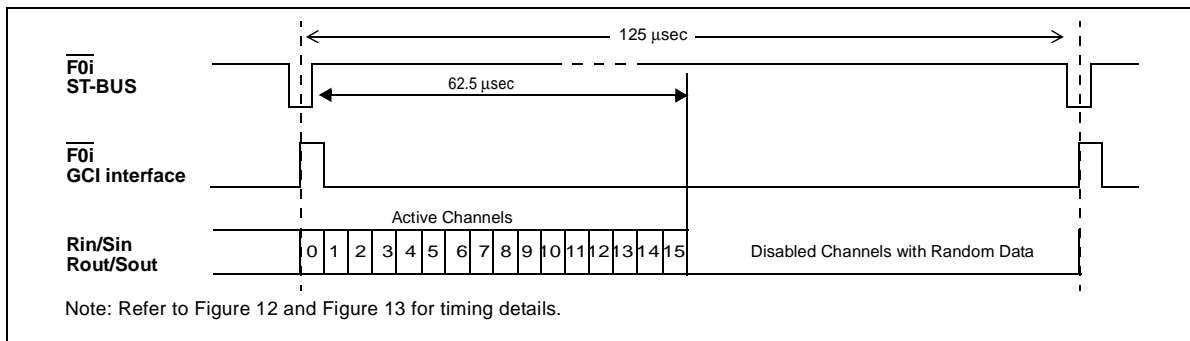 125 μsec
F0i
ST-BUS
62.5 μsec
F0i
GCI interface
Active Channels
Rin/Sin
Rout/Sout
0 1 2 3 4 5 6 7 8 9 10 11 12 13 14 15
Disabled Channels with Random Data
Note: Refer to Figure 12 and Figure 13 for timing details.